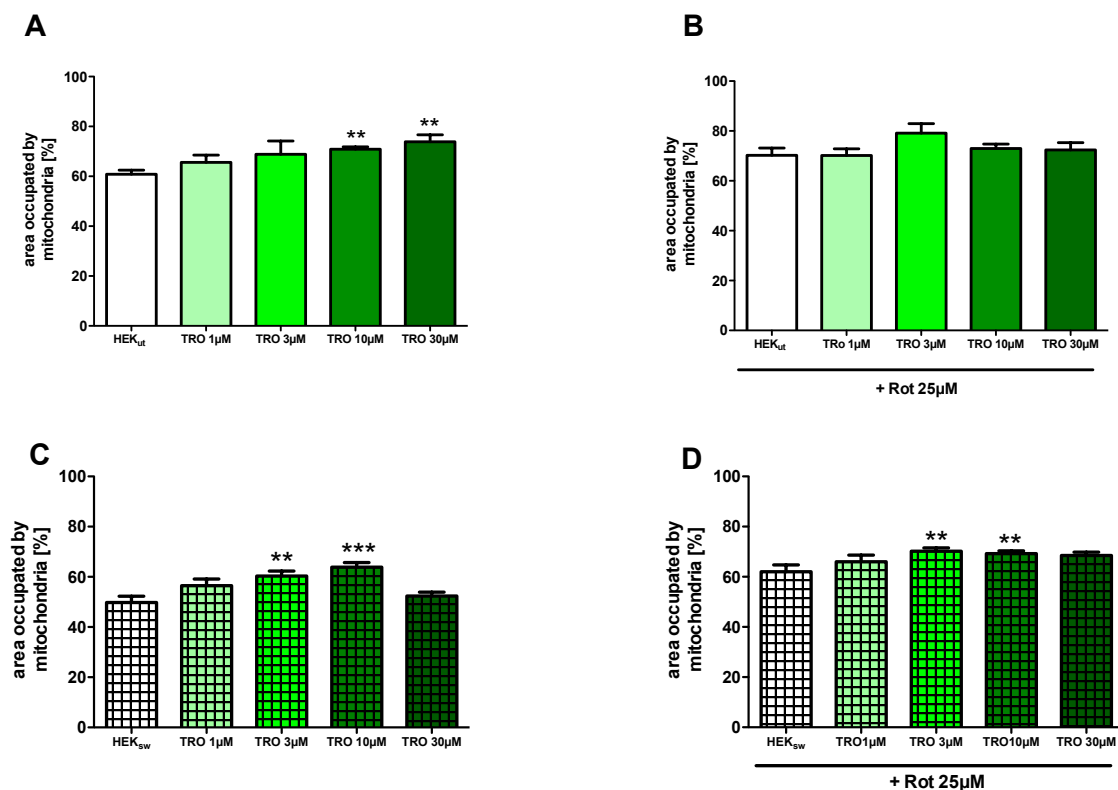 A
area occupated by
mitochondria [%]
100
80
60
40
20
0
**
**
HEKut
TRO 1µM
TRO 3µM
TRO 10µM
TRO 30µM
B
area occupated by
mitochondria [%]
100
80
60
40
20
0
HEKut
TRo 1µM
TRO 3µM
TRO 10µM
TRO 30µM
+ Rot 25µM
C
area occupated by
mitochondria [%]
100
80
60
40
20
0
**
***
HEKsw
TRO 1µM
TRO 3µM
TRO 10µM
TRO 30µM
D
area occupated by
mitochondria [%]
100
80
60
40
20
0
**
**
HEKsw
TRO1µM
TRO 3µM
TRO10µM
TRO 30µM
+ Rot 25µM